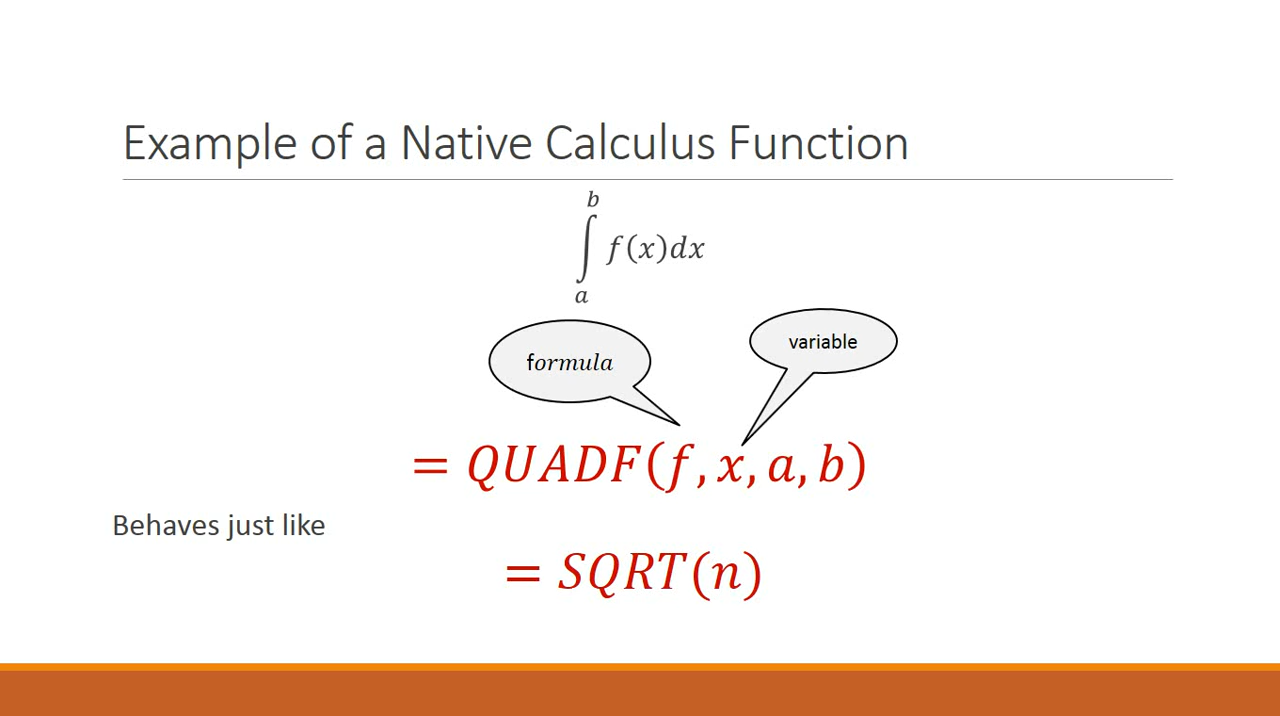 Example of a Native Calculus Function
b
∫ f(x)dx
a
formula
variable
= QUADF(f, x, a, b)
Behaves just like
= SQRT(n)